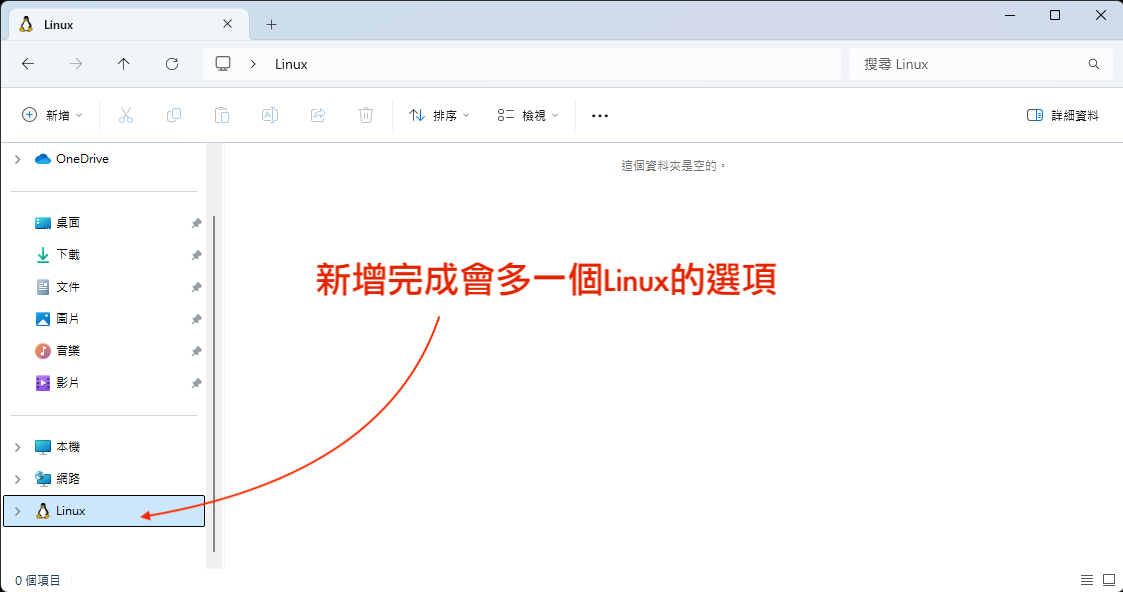 Linux
Linux
搜尋 Linux
新增
排序
檢視
詳細資料
OneDrive
這個資料夾是空的。
桌面
下載
新增完成會多一個Linux的選項
文件
圖片
音樂
影片
本機
網路
Linux
0 個項目